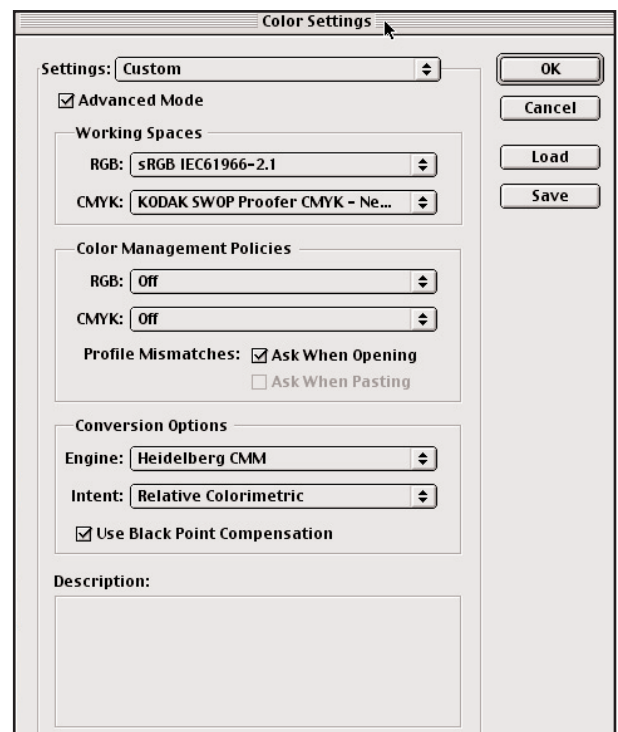 Color Settings
Settings: Custom
OK
Advanced Mode
Cancel
Working Spaces
RGB: sRGB IEC61966-2.1
Load
CMYK: KODAK SWOP Proofer CMYK - Ne...
Save
Color Management Policies
RGB: Off
CMYK: Off
Profile Mismatches: Ask When Opening
Ask When Pasting
Conversion Options
Engine: Heidelberg CMM
Intent: Relative Colorimetric
Use Black Point Compensation
Description: